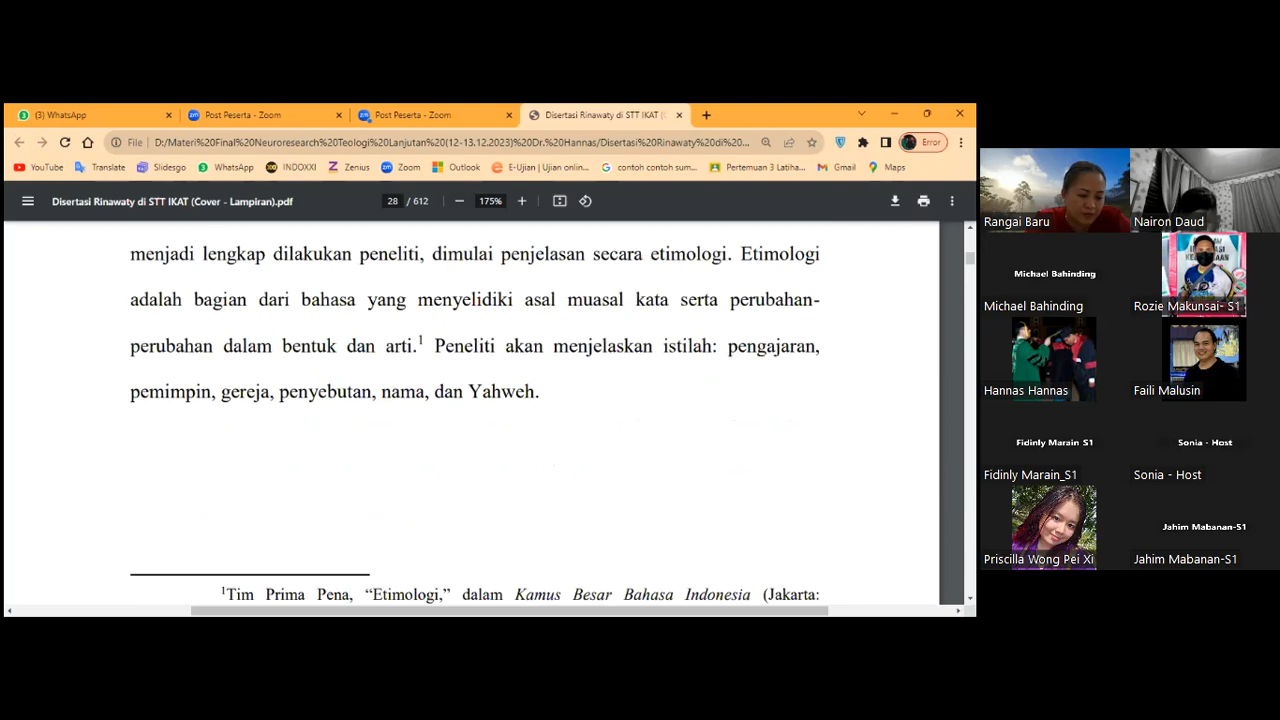 (3) WhatsApp
Post Peserta - Zoom
Post Peserta - Zoom
Disertasi Rinawaty di STT IKAT (C
File
D:/Materi%20Final%20Neuroresearch%20Teologi%20Lanjutan%20(12-13.12.2023)%20Dr.%20Hannas/Disertasi%20Rinawaty%20di%20...
Error
YouTube
Translate
Slidesgo
WhatsApp
INDOXXI
Zenius
Zoom
Outlook
E-Ujian | Ujian onlin...
contoh contoh sum...
Pertemuan 3 Latiha...
Gmail
Maps
Disertasi Rinawaty di STT IKAT (Cover - Lampiran).pdf
28 / 612
175%
menjadi lengkap dilakukan peneliti, dimulai penjelasan secara etimologi. Etimologi
adalah bagian dari bahasa yang menyelidiki asal muasal kata serta perubahan-
perubahan dalam bentuk dan arti.¹ Peneliti akan menjelaskan istilah: pengajaran,
pemimpin, gereja, penyebutan, nama, dan Yahweh.
¹Tim Prima Pena, “Etimologi,” dalam Kamus Besar Bahasa Indonesia (Jakarta:
Rangai Baru
Nairon Daud
Michael Bahinding
Michael Bahinding
Rozie Makunsai- S1
Hannas Hannas
Faili Malusin
Fidinly Marain S1
Fidinly Marain_S1
Sonia - Host
Sonia - Host
Priscilla Wong Pei Xi
Jahim Mabanan-S1
Jahim Mabanan-S1